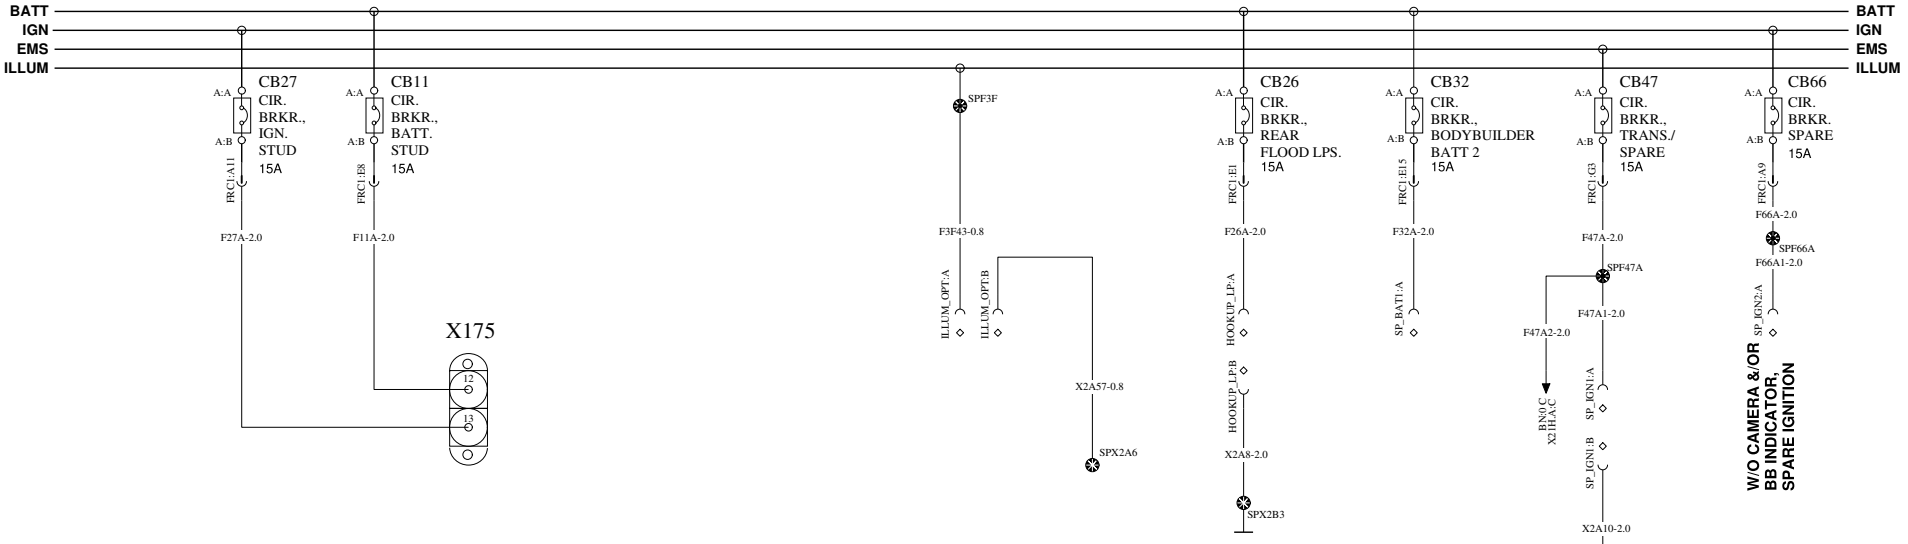 BATT
BATT
IGN
IGN
EMS
EMS
ILLUM
ILLUM
A:A
CB27
CIR.
BRKR.,
IGN.
STUD
15A
A:B
FRC1:A11
F27A-2.0
A:A
CB11
CIR.
BRKR.,
BATT.
STUD
15A
A:B
FRC1:E8
F11A-2.0
X175
12
13
SPF3F
F3F43-0.8
ILLUM_OPT:A
ILLUM_OPT:B
X2A57-0.8
SPX2A6
A:A
CB26
CIR.
BRKR.,
REAR
FLOOD LPS.
15A
A:B
FRC1:E1
F26A-2.0
HOOKUP_LP:A
HOOKUP_LP:B
X2A8-2.0
SPX2B3
A:A
CB32
CIR.
BRKR.,
BODYBUILDER
BATT 2
15A
A:B
FRC1:E15
F32A-2.0
SP_BAT1:A
A:A
CB47
CIR.
BRKR.,
TRANS./
SPARE
15A
A:B
FRC1:G3
F47A-2.0
SPF47A
F47A1-2.0
F47A2-2.0
BN:0 C
X21H.A:C
SP_IGN1:A
SP_IGN1:B
X2A10-2.0
A:A
CB66
CIR.
BRKR.
SPARE
15A
A:B
FRC1:A9
F66A-2.0
SPF66A
F66A1-2.0
SP_IGN2:A
W/O CAMERA &/OR
BB INDICATOR,
SPARE IGNITION